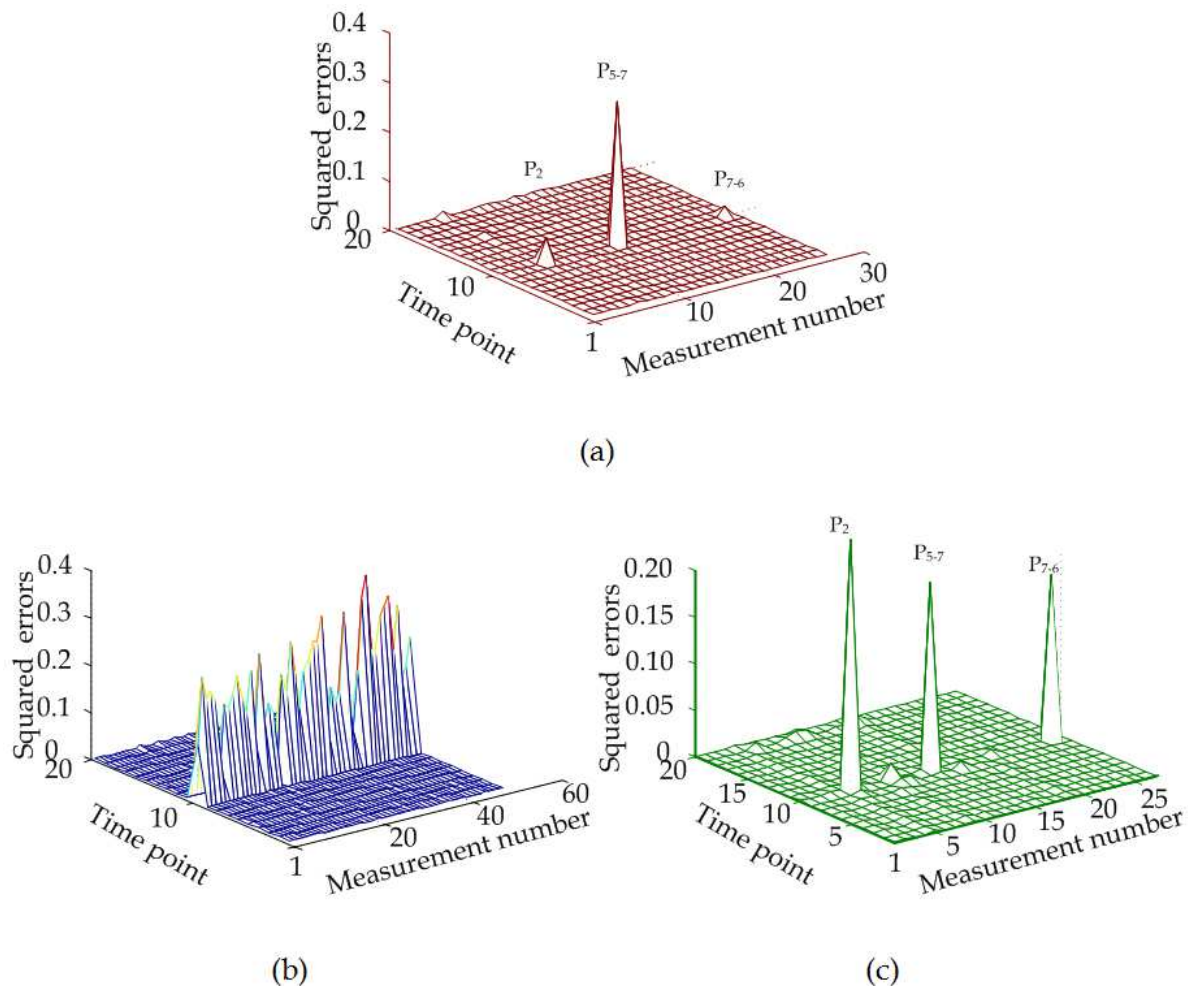 0.4
0.3
0.2
0.1
0
Squared errors
P5-7
P2
P7-6
20
10
1
Time point
10
20
30
Measurement number
(a)
0.4
0.3
0.2
0.1
0
Squared errors
20
10
1
Time point
20
40
60
Measurement number
(b)
P2
P5-7
P7-6
0.20
0.15
0.10
0.05
0
Squared errors
20
15
10
5
1
Time point
5
10
15
20
25
Measurement number
(c)